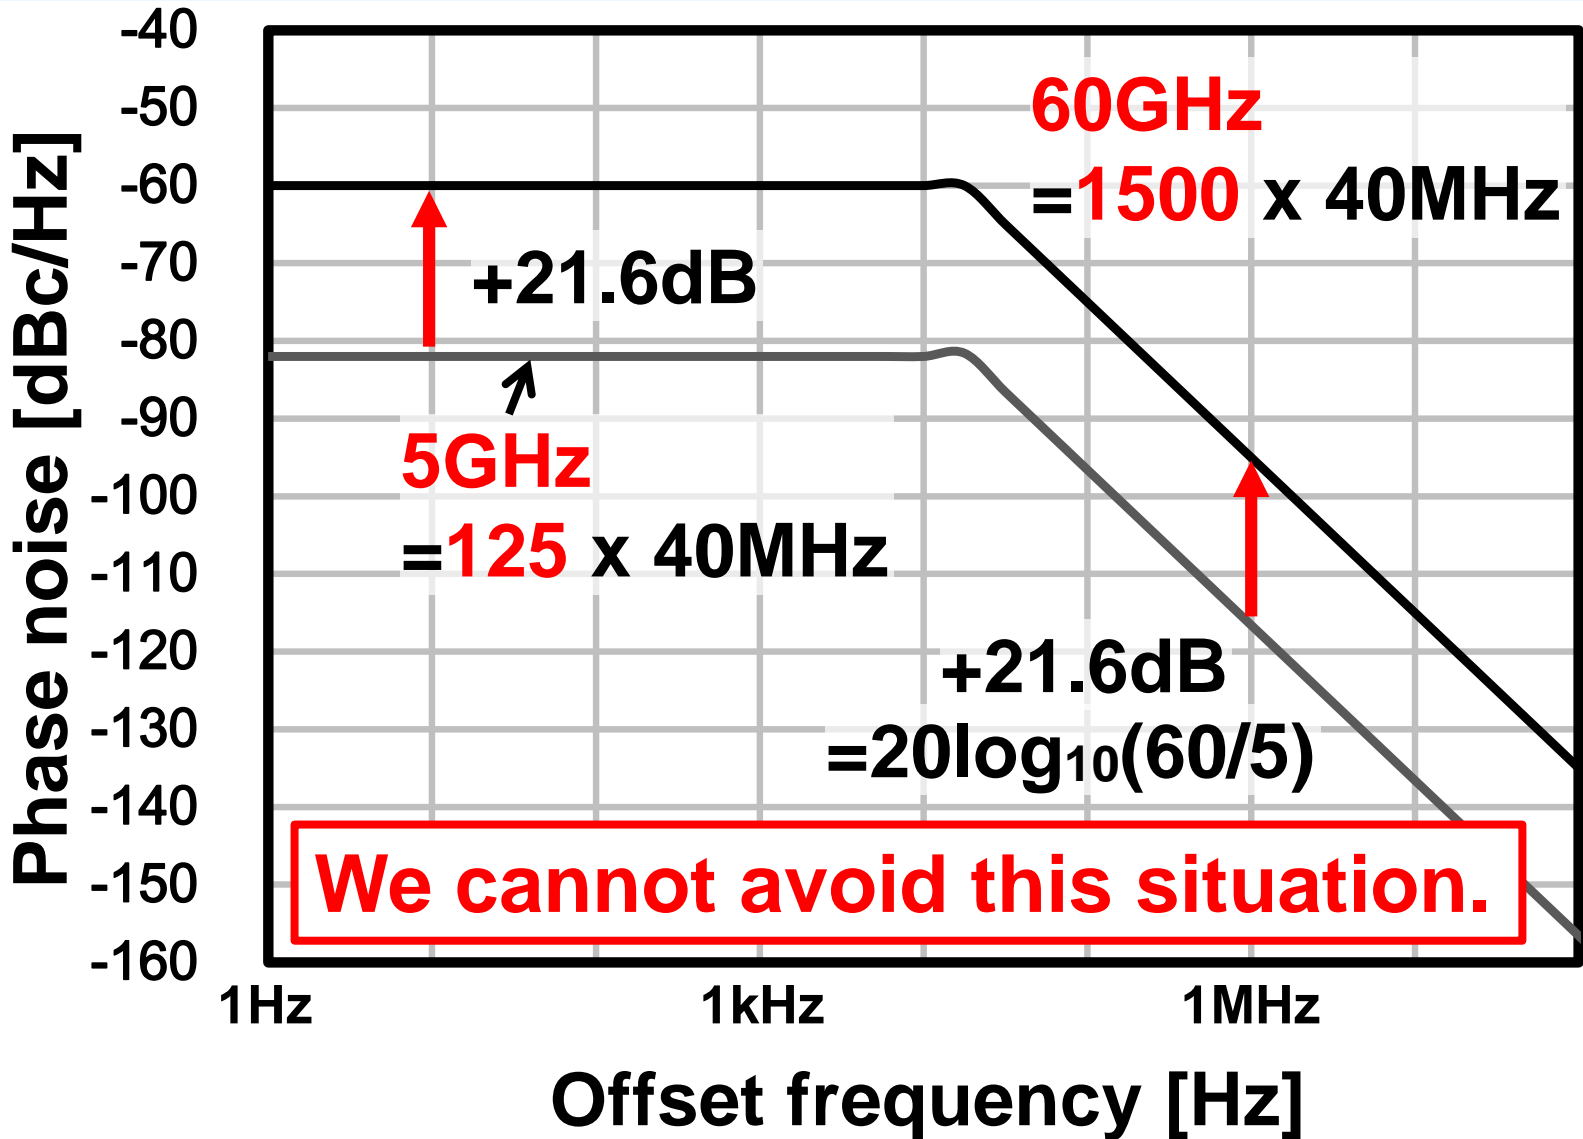 Phase noise [dBc/Hz]
-40
-50
-60
-70
-80
-90
-100
-110
-120
-130
-140
-150
-160
60GHz
=1500 x 40MHz
+21.6dB
5GHz
=125 x 40MHz
+21.6dB
=20log₁₀(60/5)
We cannot avoid this situation.
1Hz 1kHz 1MHz
Offset frequency [Hz]